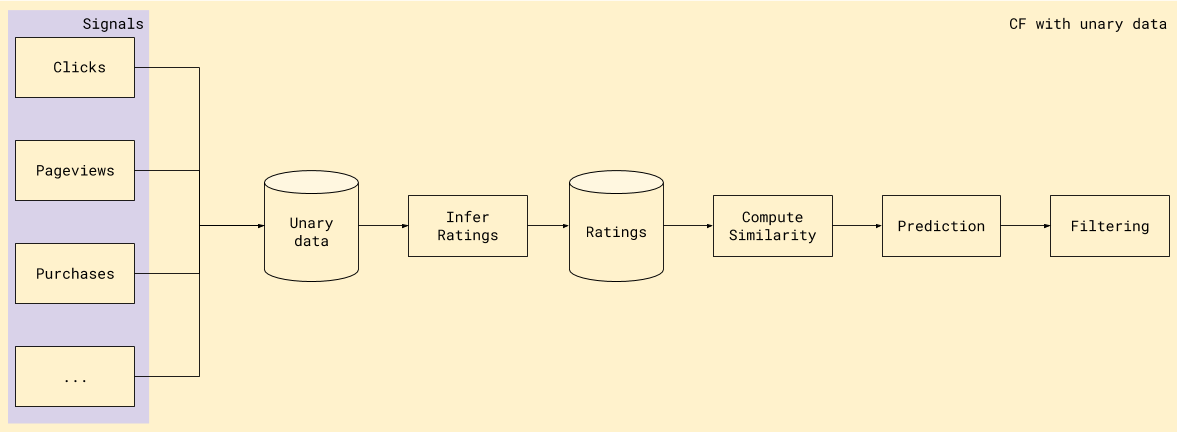 Signals
CF with unary data
Clicks
Pageviews
Purchases
...
Unary
data
Infer
Ratings
Ratings
Compute
Similarity
Prediction
Filtering